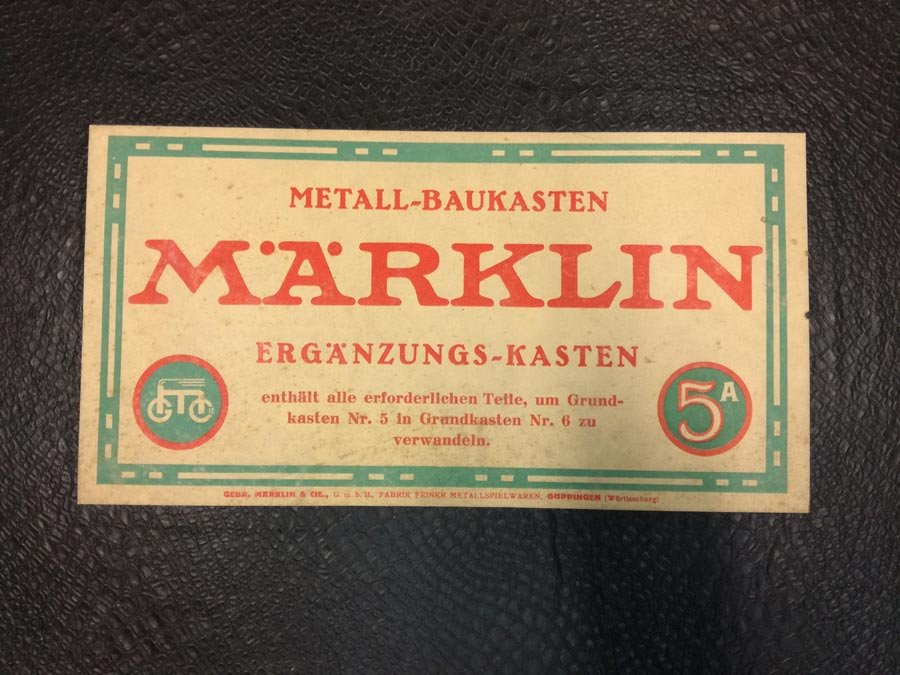 METALL-BAUKASTEN
MÄRKLIN
ERGÄNZUNGS-KASTEN
enthält alle erforderlichen Teile, um Grund-
kasten Nr. 5 in Grundkasten Nr. 6 zu
verwandeln.
5A
GEBR. MÄRKLIN & CIE., G. m. b. H., FABRIK FEINER METALLSPIELWAREN, GÖPPINGEN (Württemberg)